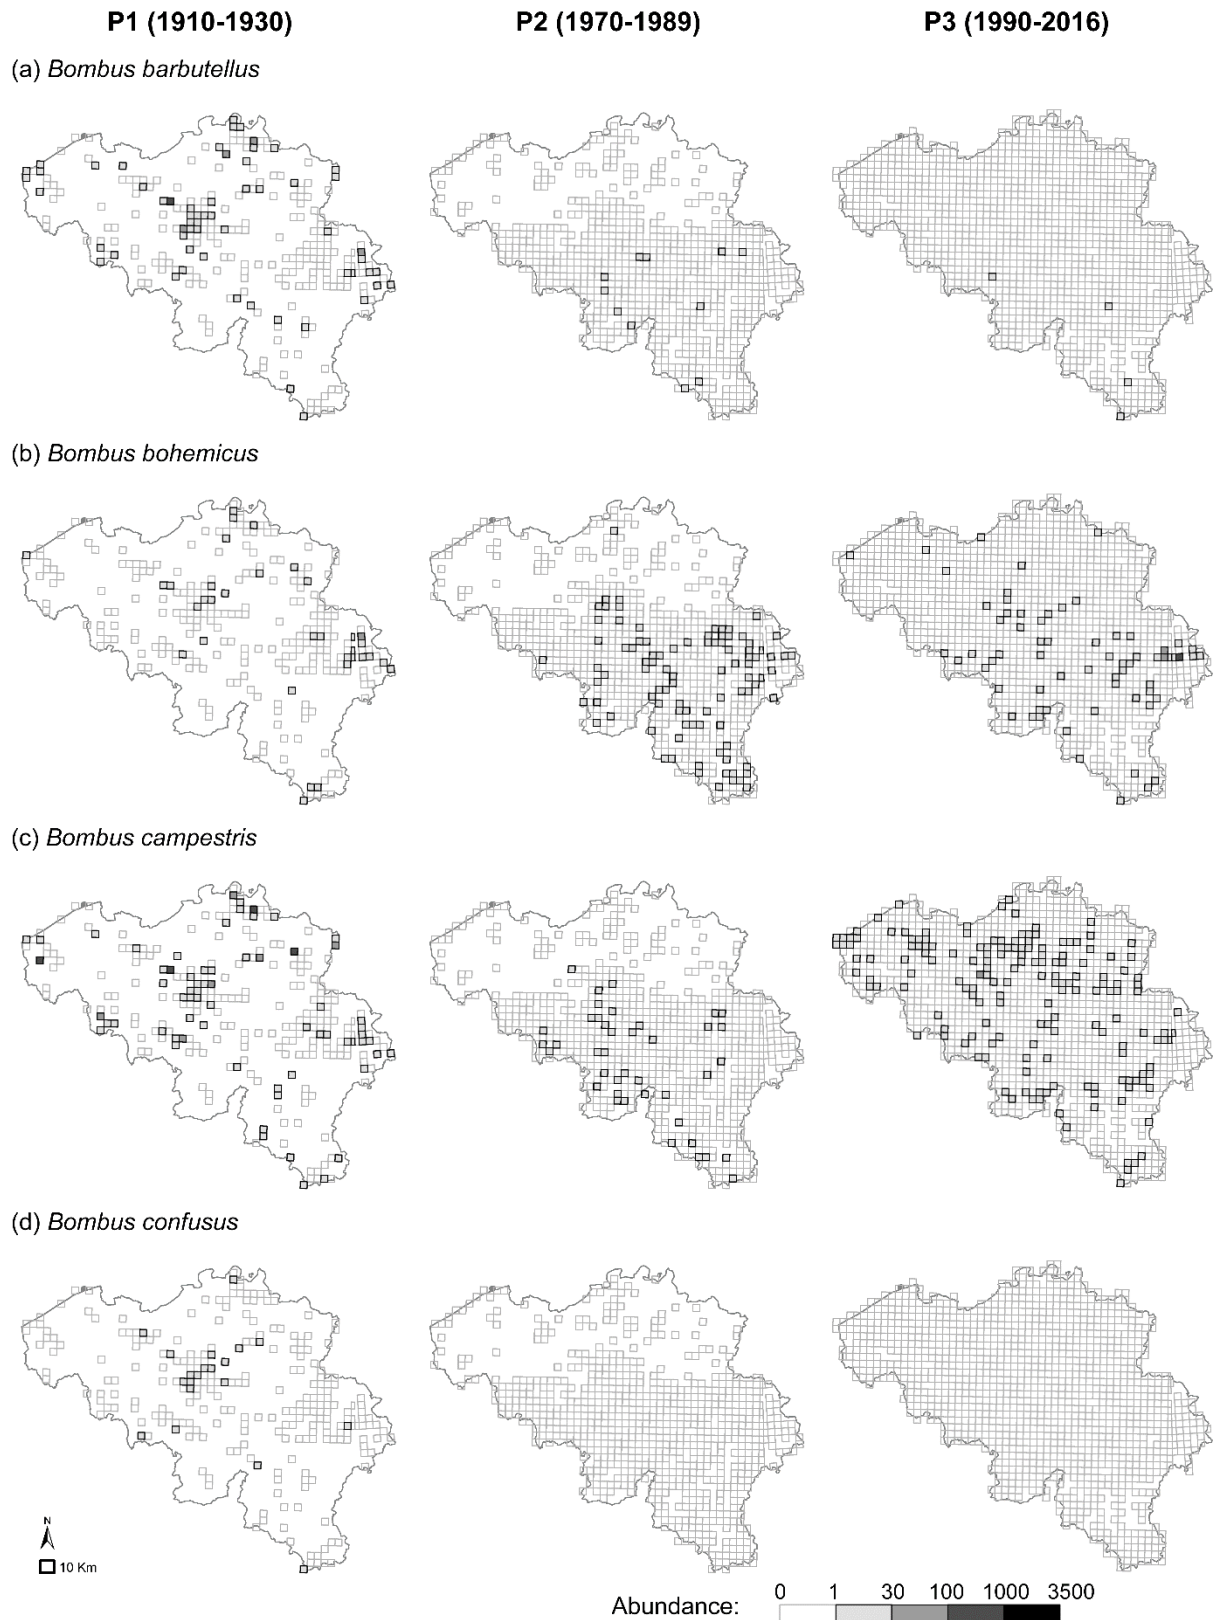 P1 (1910-1930) P2 (1970-1989) P3 (1990-2016)
(a) Bombus barbutellus
(b) Bombus bohemicus
(c) Bombus campestris
(d) Bombus confusus
N
10 Km
Abundance: 0 1 30 100 1000 3500